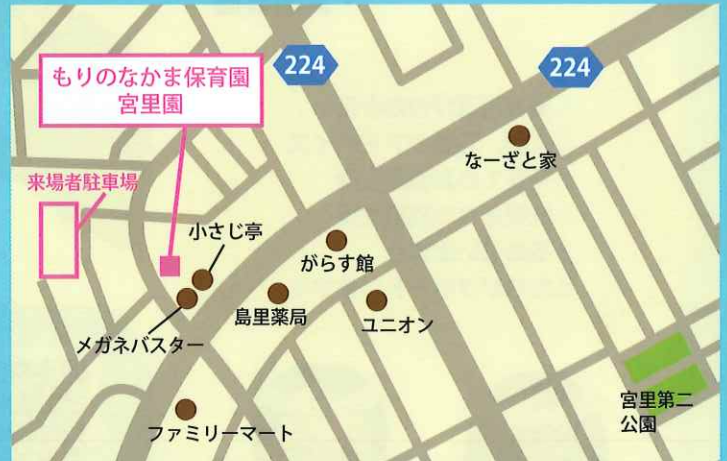 もりのなかま保育園
宮里園
224
224
なーざと家
来場者駐車場
小さじ亭
がらす館
島里薬局
ユニオン
メガネバスター
宮里第二
公園
ファミリーマート